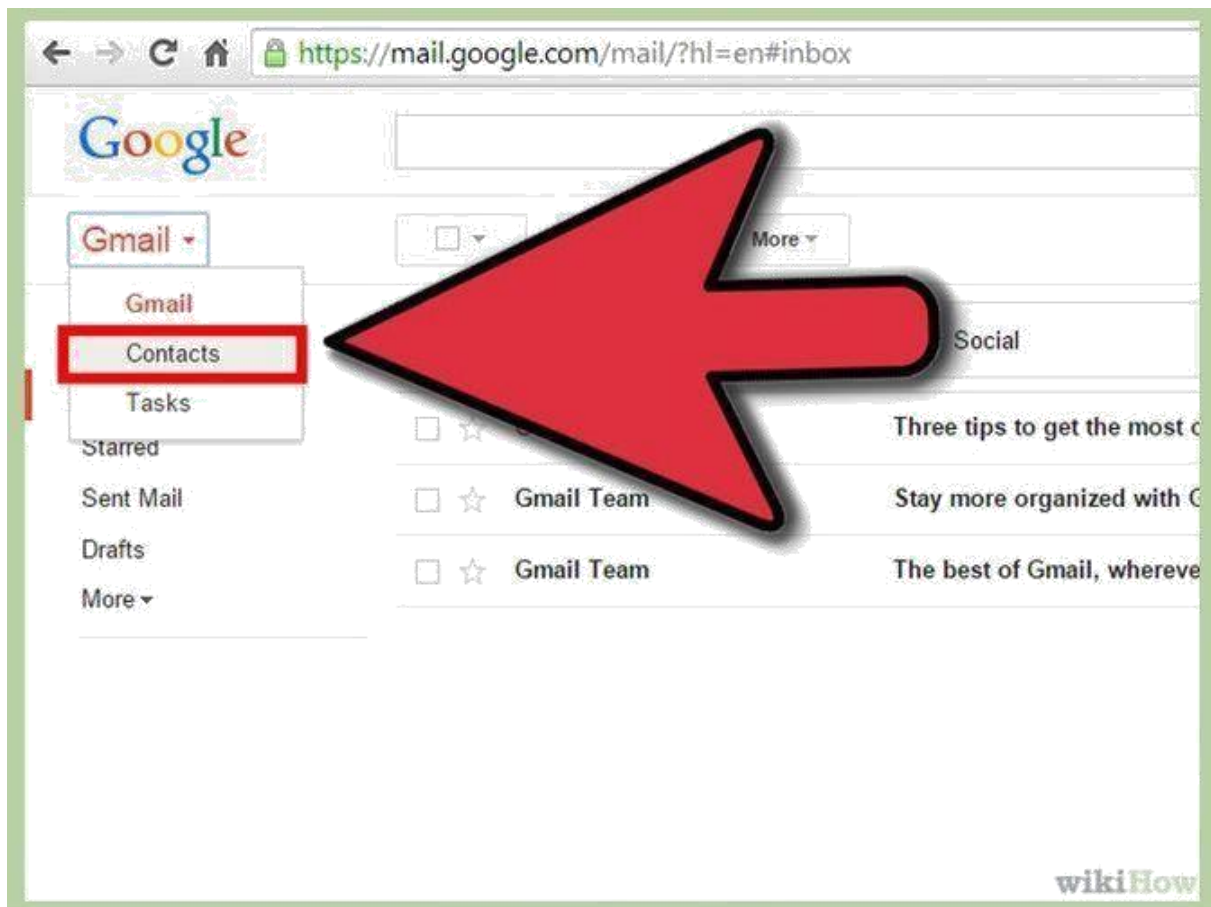 https://mail.google.com/mail/?hl=en#inbox
Google
Gmail
More
Gmail
Contacts
Tasks
Social
Starred
Three tips to get the most
Sent Mail
Gmail Team
Stay more organized with
Drafts
Gmail Team
The best of Gmail,
More
wikiHow